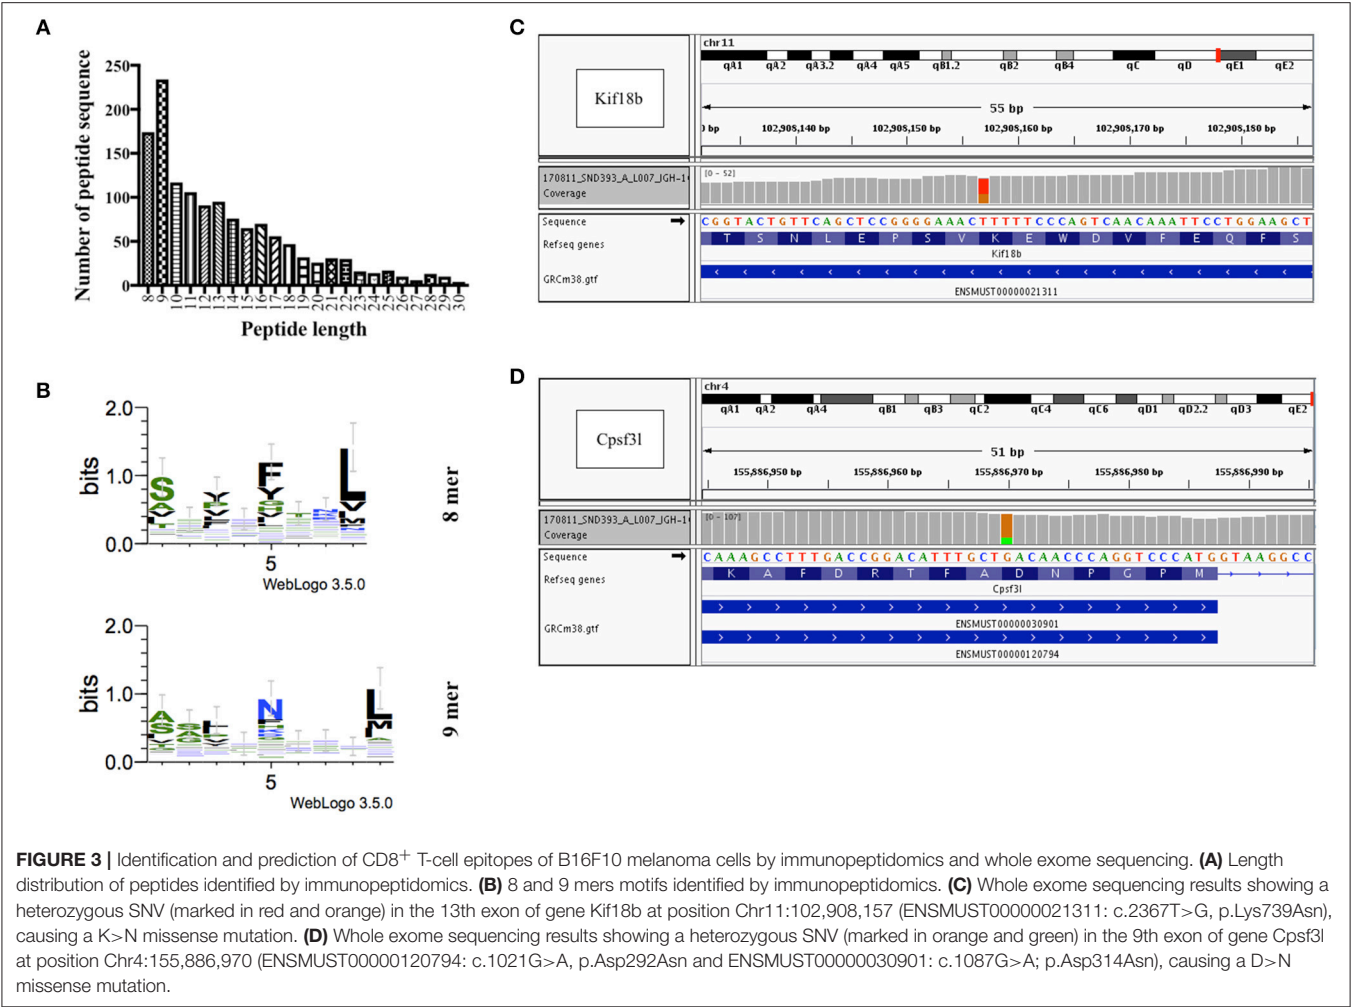 A
Number of peptide sequence
250
200
150
100
50
0
8 9 10 11 12 13 14 15 16 17 18 19 20 21 22 23 24 25 26 27 28 29 30
Peptide length
B
2.0
1.0
0.0
bits
5
8 mer
WebLogo 3.5.0
2.0
1.0
0.0
bits
5
9 mer
WebLogo 3.5.0
C
Kif18b
chr11
qA1 qA2 qA3.2 qA4 qA5 qB1.2 qB2 qB4 qC qD qE1 qE2
55 bp
0 bp 102,908,140 bp 102,908,150 bp 102,908,160 bp 102,908,170 bp 102,908,180 bp
170811_SND393_A_L007_JGH-1
Coverage
[0 - 52]
Sequence
CGGTACTGTTCAGCTCCGGGGAAACTTTTTCCCAGTCAACAAATTCCTGGAAGCT
Refseq genes
T S N L E P S V K E W D V F E Q F S
Kif18b
GRCm38.gtf
ENSMUST00000021311
D
Cpsf3l
chr4
qA1 qA2 qA4 qB1 qB3 qC2 qC4 qC6 qD1 qD2.2 qD3 qE2
51 bp
155,886,950 bp 155,886,960 bp 155,886,970 bp 155,886,980 bp 155,886,990 bp
170811_SND393_A_L007_JGH-1
Coverage
[0 - 107]
Sequence
CAAAGCCTTTGACCGGACATTTGCTGACAACCCAGGTCCCATGGTAAGGCC
Refseq genes
K A F D R T F A D N P G P M
Cpsf3l
GRCm38.gtf
ENSMUST00000030901
ENSMUST00000120794
FIGURE 3 | Identification and prediction of CD8+ T-cell epitopes of B16F10 melanoma cells by immunopeptidomics and whole exome sequencing. (A) Length
distribution of peptides identified by immunopeptidomics. (B) 8 and 9 mers motifs identified by immunopeptidomics. (C) Whole exome sequencing results showing a
heterozygous SNV (marked in red and orange) in the 13th exon of gene Kif18b at position Chr11:102,908,157 (ENSMUST00000021311: c.2367T>G, p.Lys739Asn),
causing a K>N missense mutation. (D) Whole exome sequencing results showing a heterozygous SNV (marked in orange and green) in the 9th exon of gene Cpsf3l
at position Chr4:155,886,970 (ENSMUST00000120794: c.1021G>A, p.Asp292Asn and ENSMUST00000030901: c.1087G>A; p.Asp314Asn), causing a D>N
missense mutation.